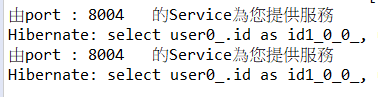 由port : 8004   的Service為您提供服務
Hibernate: select user0_.id as id1_0_0_,
由port : 8004   的Service為您提供服務
Hibernate: select user0_.id as id1_0_0_,